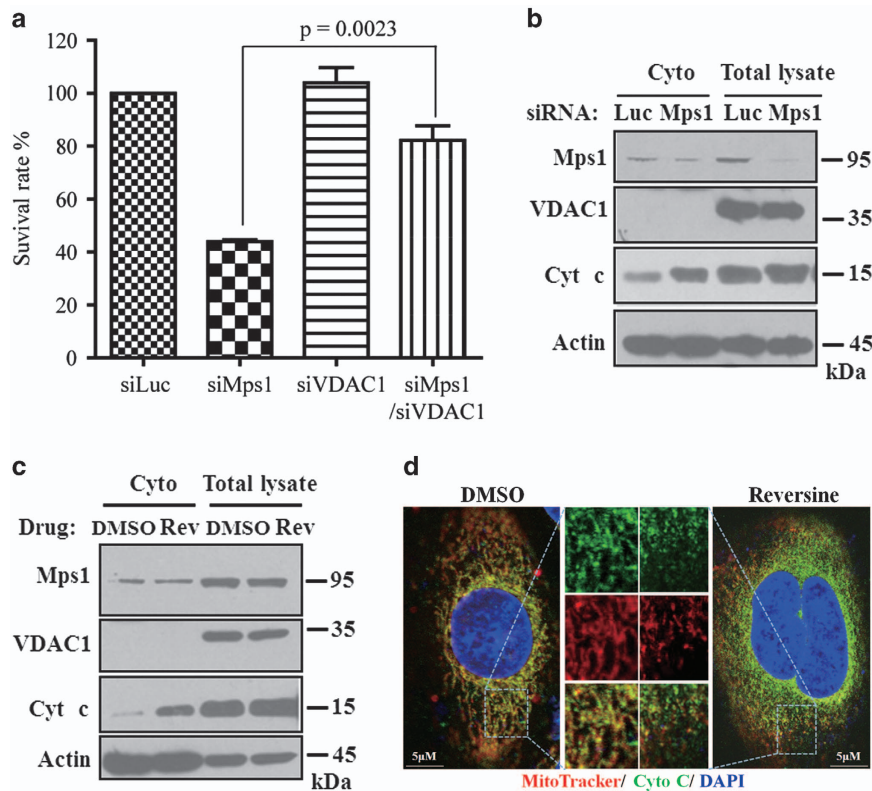 a
p = 0.0023
Suvival rate %
120
100
80
60
40
120
0
siLuc
siMps1
siVDAC1
siMps1
/siVDAC1
b
Cyto Total lysate
siRNA: Luc Mps1 Luc Mps1
Mps1 95
VDAC1 35
Cyt c 15
Actin 45
kDa
c
Cyto Total lysate
Drug: DMSO Rev DMSO Rev
Mps1 95
VDAC1 35
Cyt c 15
Actin 45
kDa
d
DMSO Reversine
5μM 5μM
MitoTracker/ Cyto C/ DAPI